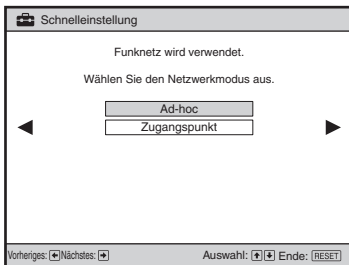 Schnelleinstellung
Funknetz wird verwendet.
Wählen Sie den Netzwerkmodus aus.
Ad-hoc
Zugangspunkt
Vorheriges: Nächstes: Auswahl: Ende: RESET